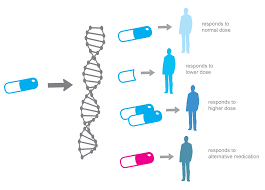 responds to
normal dose
responds to
lower dose
responds to
higher dose
responds to
alternative medication